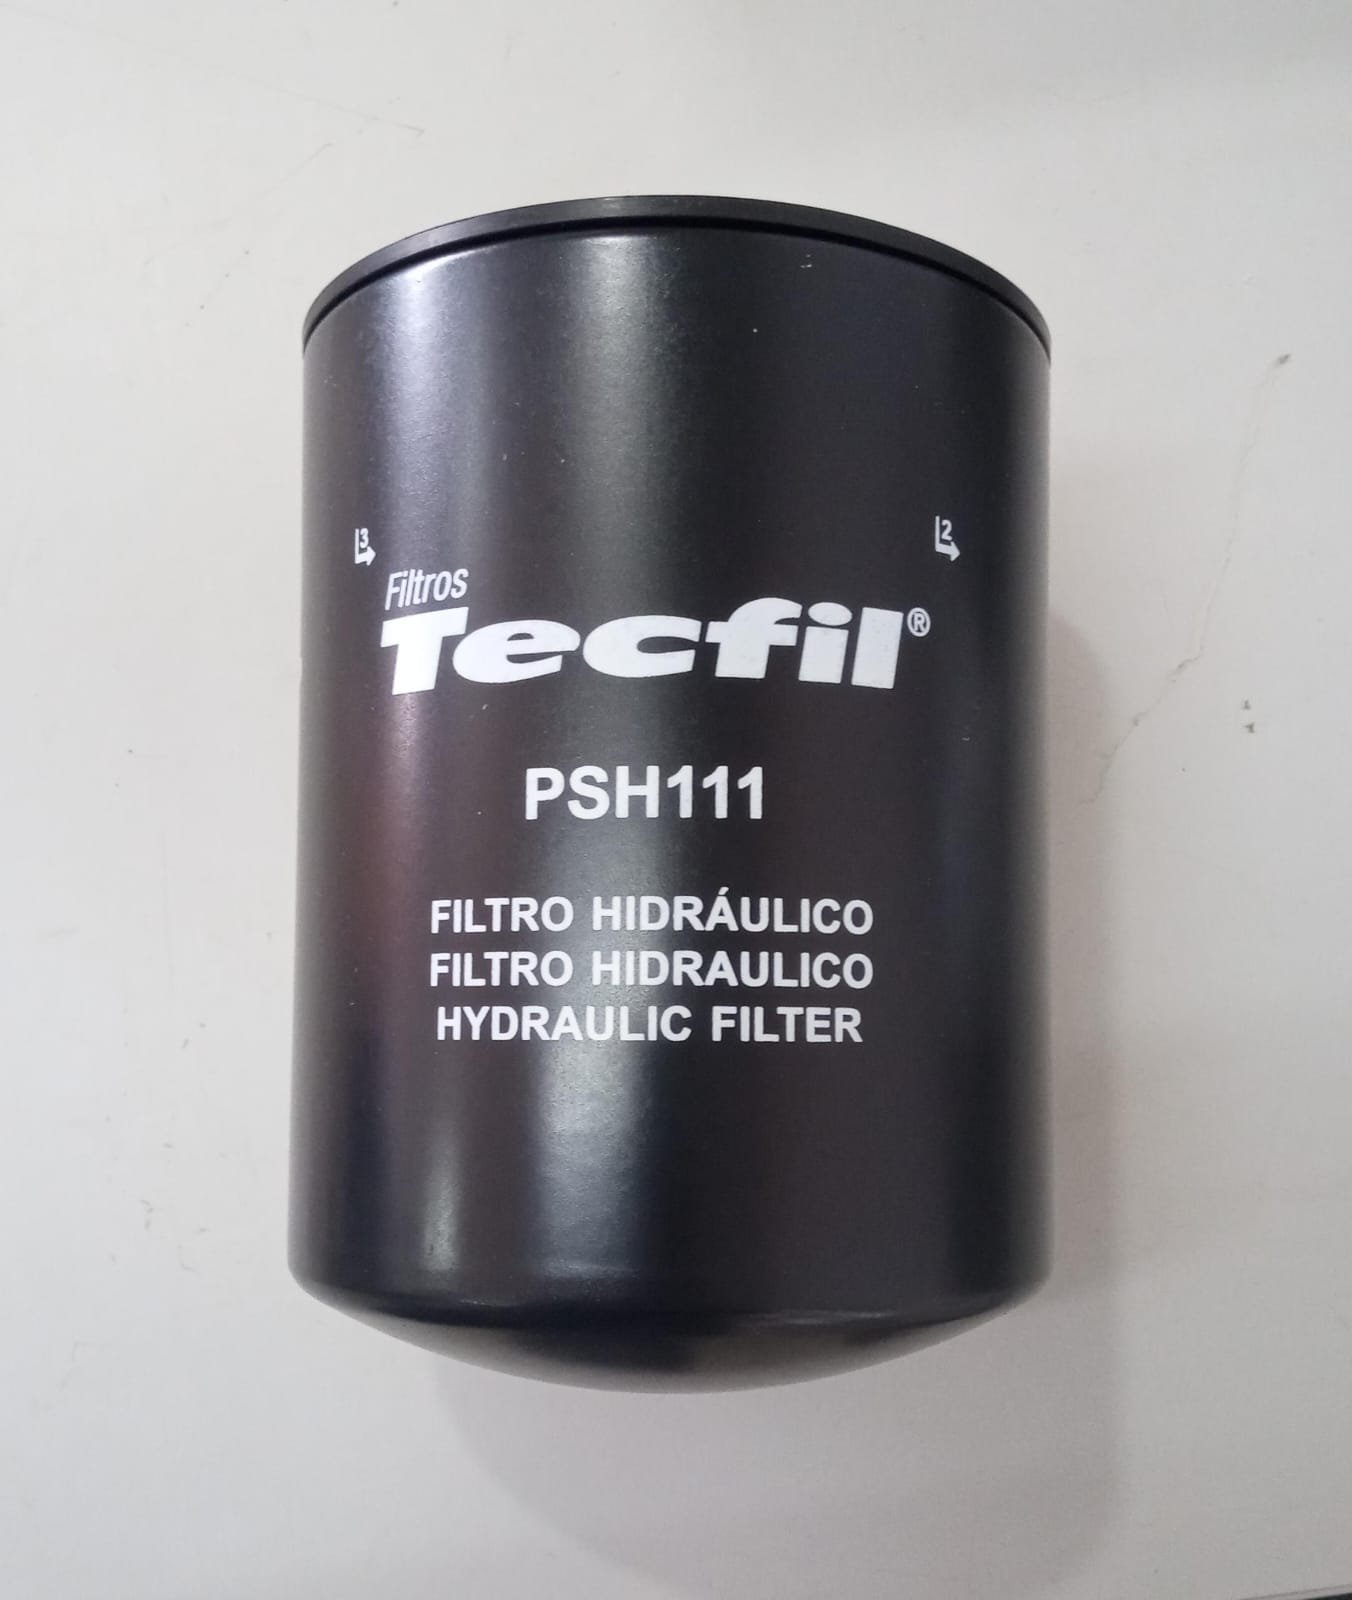 3
2
Filtros
Tecfil®
PSH111
FILTRO HIDRÁULICO
FILTRO HIDRAULICO
HYDRAULIC FILTER